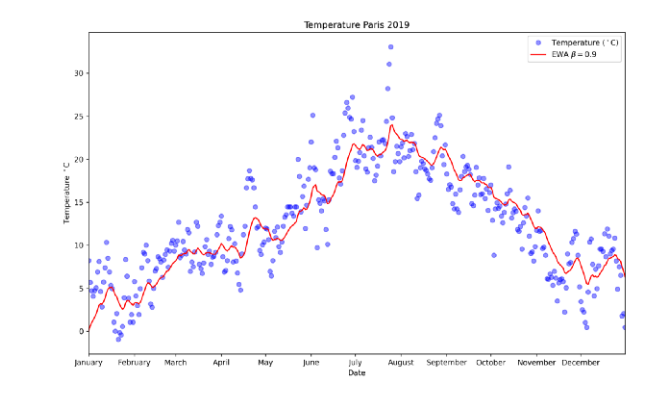 Temperature Paris 2019
Temperature (°C)
EWA β = 0.9
30
25
20
15
10
5
0
Temperature °C
January February March April May June July August September October November December
Date